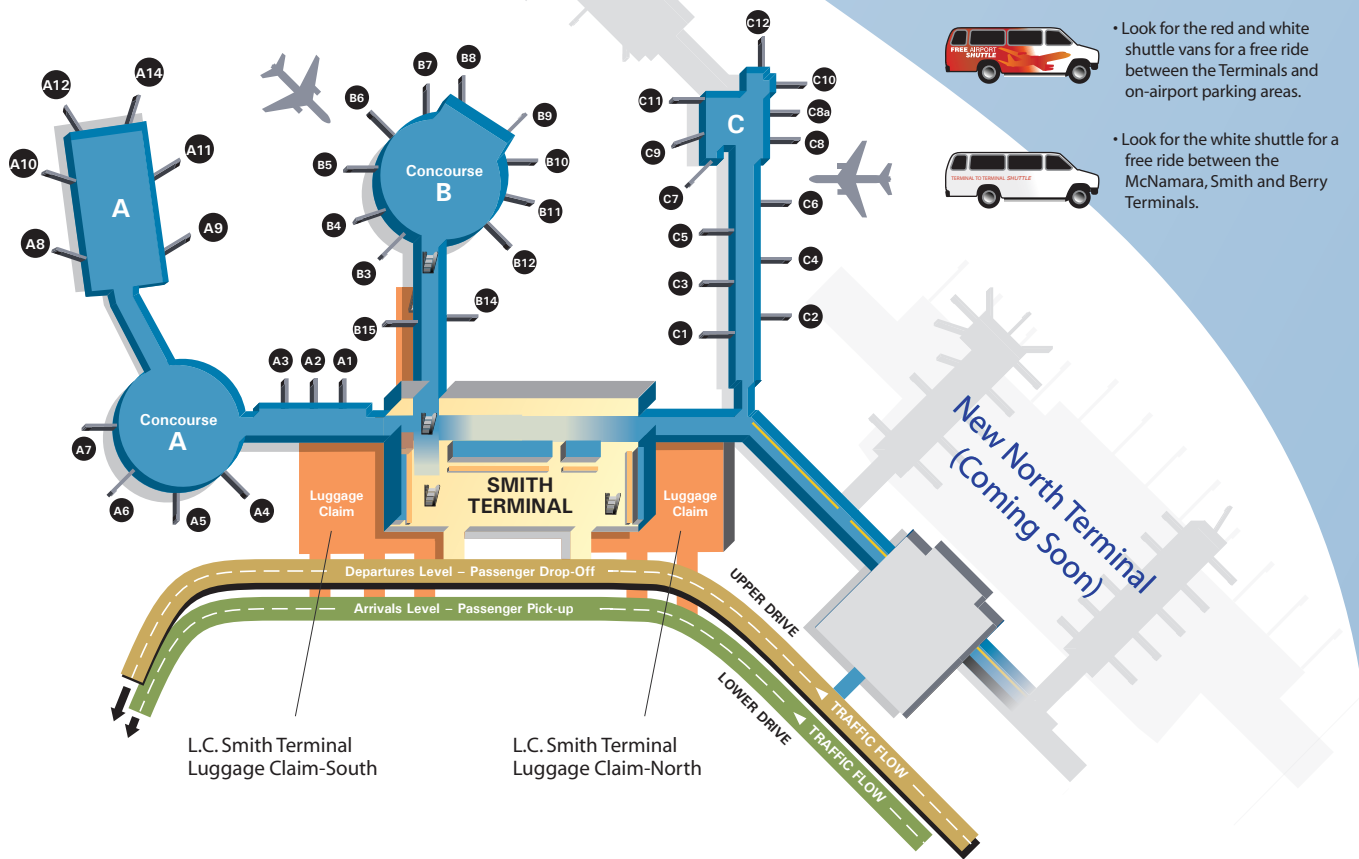 FREE AIRPORT
SHUTTLE
• Look for the red and white
shuttle vans for a free ride
between the Terminals and
on-airport parking areas.
TERMINAL TO TERMINAL SHUTTLE
• Look for the white shuttle for a
free ride between the
McNamara, Smith and Berry
Terminals.
A12
A14
A10
A11
A
A8
A9
A3
A2
A1
Concourse
A
A7
A6
A5
A4
B7
B8
B6
B9
B5
B10
Concourse
B
B4
B11
B3
B12
B15
B14
C12
C11
C10
C8a
C
C9
C8
C7
C6
C5
C4
C3
C2
C1
New North Terminal
(Coming Soon)
SMITH
TERMINAL
Luggage
Claim
Luggage
Claim
Departures Level – Passenger Drop-Off
Arrivals Level – Passenger Pick-up
UPPER DRIVE
LOWER DRIVE
TRAFFIC FLOW
TRAFFIC FLOW
L.C. Smith Terminal
Luggage Claim-South
L.C. Smith Terminal
Luggage Claim-North